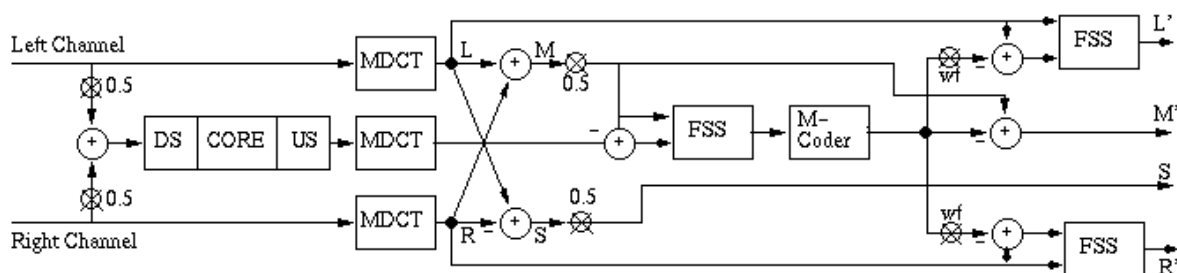 Left Channel
0.5
DS CORE US
0.5
Right Channel
MDCT
MDCT
MDCT
L
R
M
0.5
S
0.5
FSS
M-
Coder
wf
wf
FSS
FSS
L'
M'
S
R'